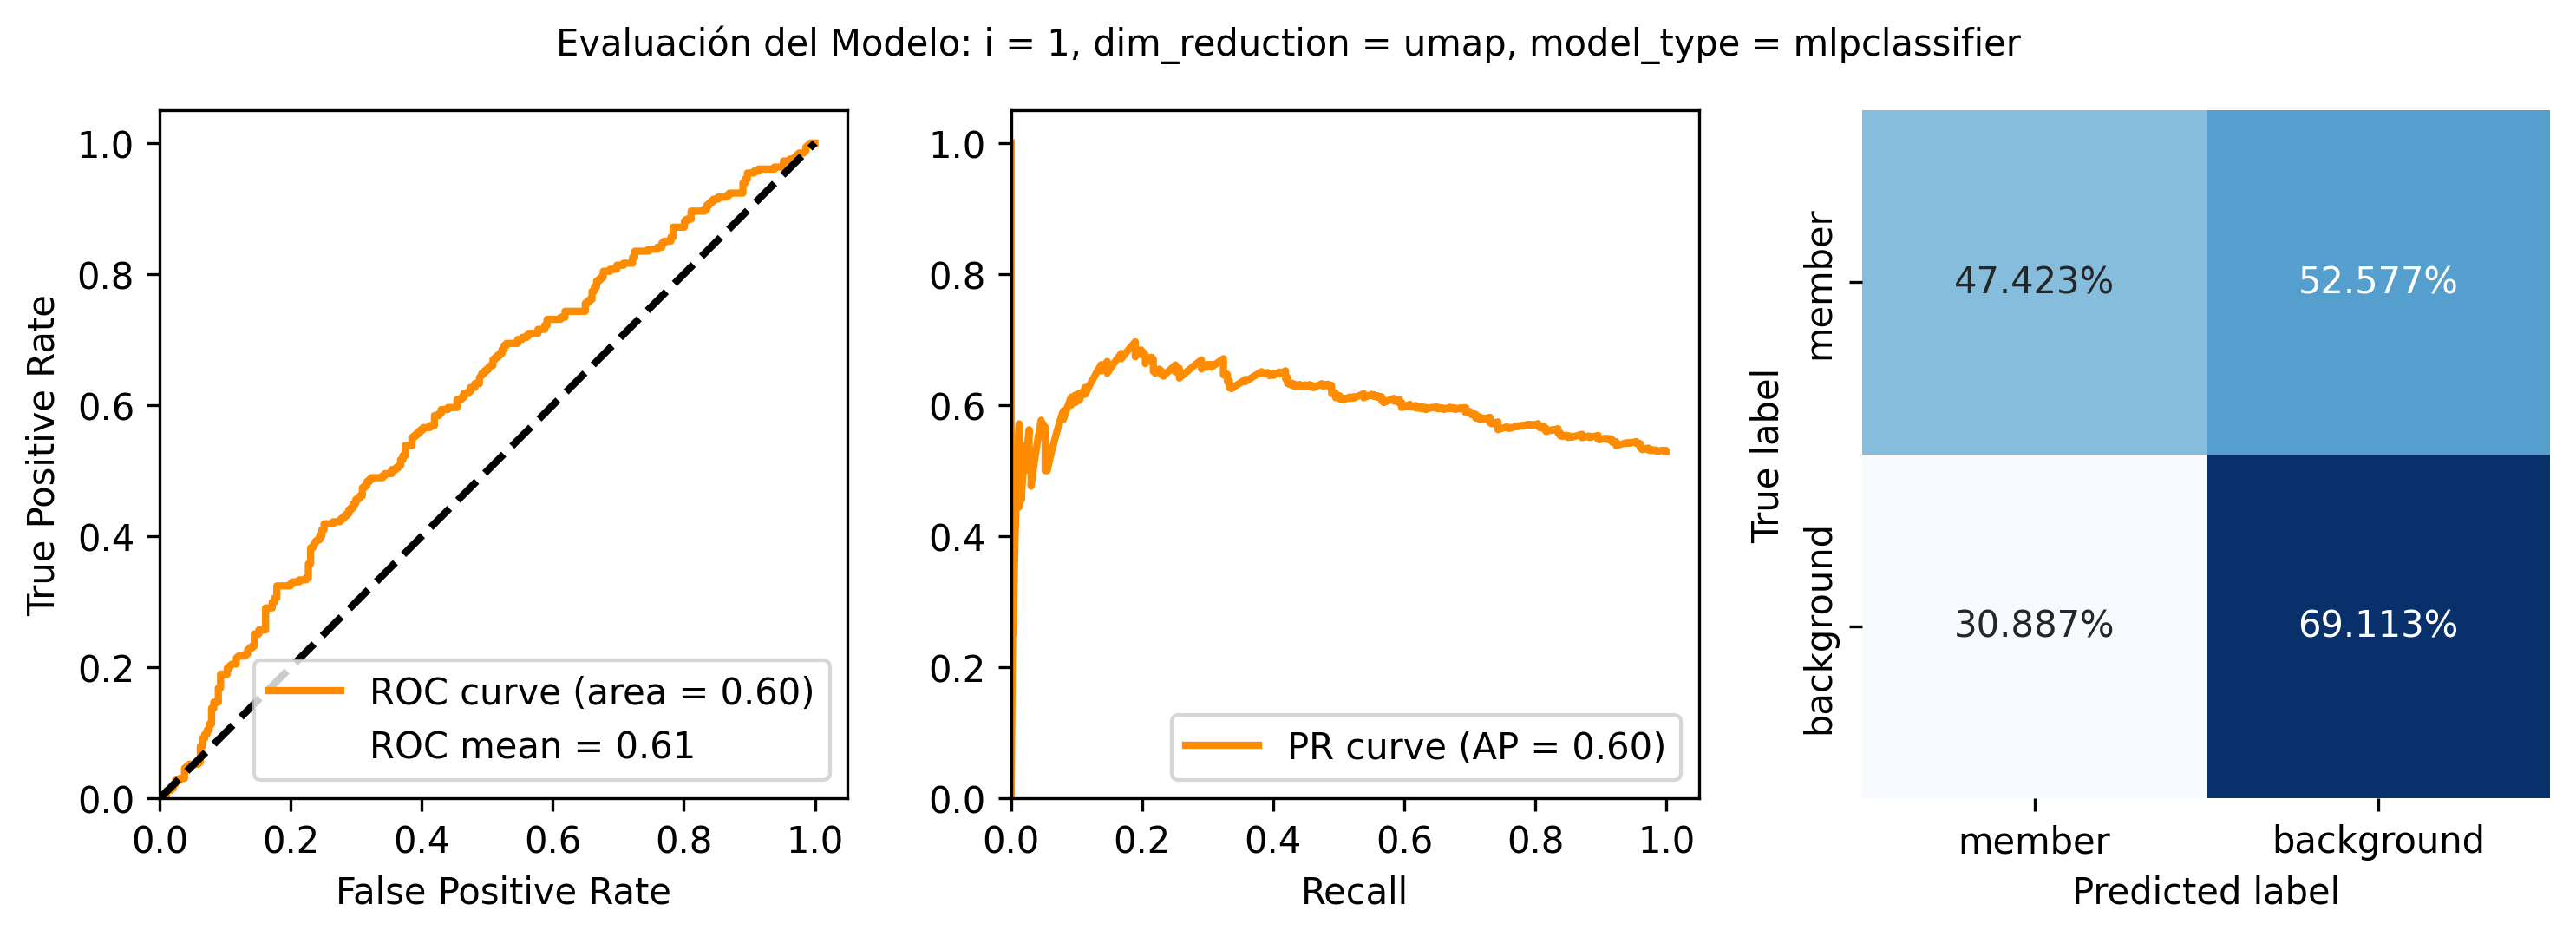 Evaluación del Modelo: i = 1, dim_reduction = umap, model_type = mlpclassifier
True Positive Rate
1.0
0.8
0.6
0.4
0.2
0.0
ROC curve (area = 0.60)
ROC mean = 0.61
0.0 0.2 0.4 0.6 0.8 1.0
False Positive Rate
1.0
0.8
0.6
0.4
0.2
0.0
PR curve (AP = 0.60)
0.0 0.2 0.4 0.6 0.8 1.0
Recall
True label
member
background
47.423% 52.577%
30.887% 69.113%
member background
Predicted label